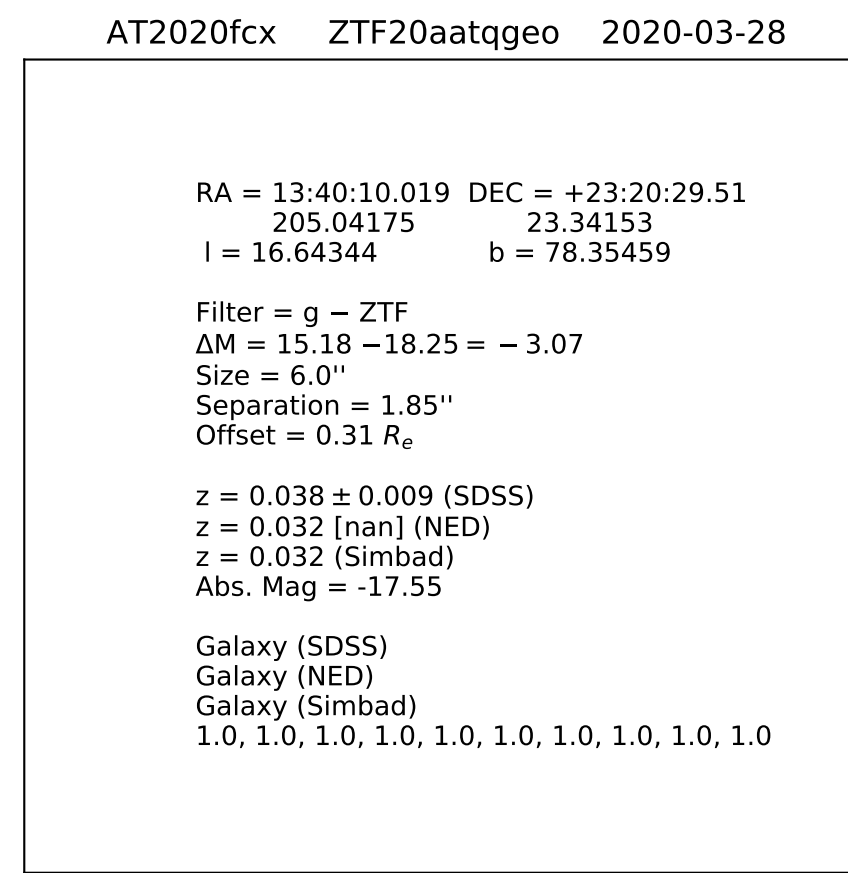 AT2020fcx ZTF20aatqgeo 2020-03-28
RA = 13:40:10.019 DEC = +23:20:29.51
205.04175 23.34153
l = 16.64344 b = 78.35459
Filter = g − ZTF
ΔM = 15.18 −18.25 = − 3.07
Size = 6.0''
Separation = 1.85''
Offset = 0.31 Re
z = 0.038 ± 0.009 (SDSS)
z = 0.032 [nan] (NED)
z = 0.032 (Simbad)
Abs. Mag = -17.55
Galaxy (SDSS)
Galaxy (NED)
Galaxy (Simbad)
1.0, 1.0, 1.0, 1.0, 1.0, 1.0, 1.0, 1.0, 1.0, 1.0